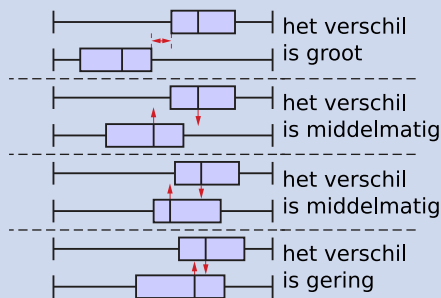 het verschil
is groot
het verschil
is middelmatig
het verschil
is middelmatig
het verschil
is gering